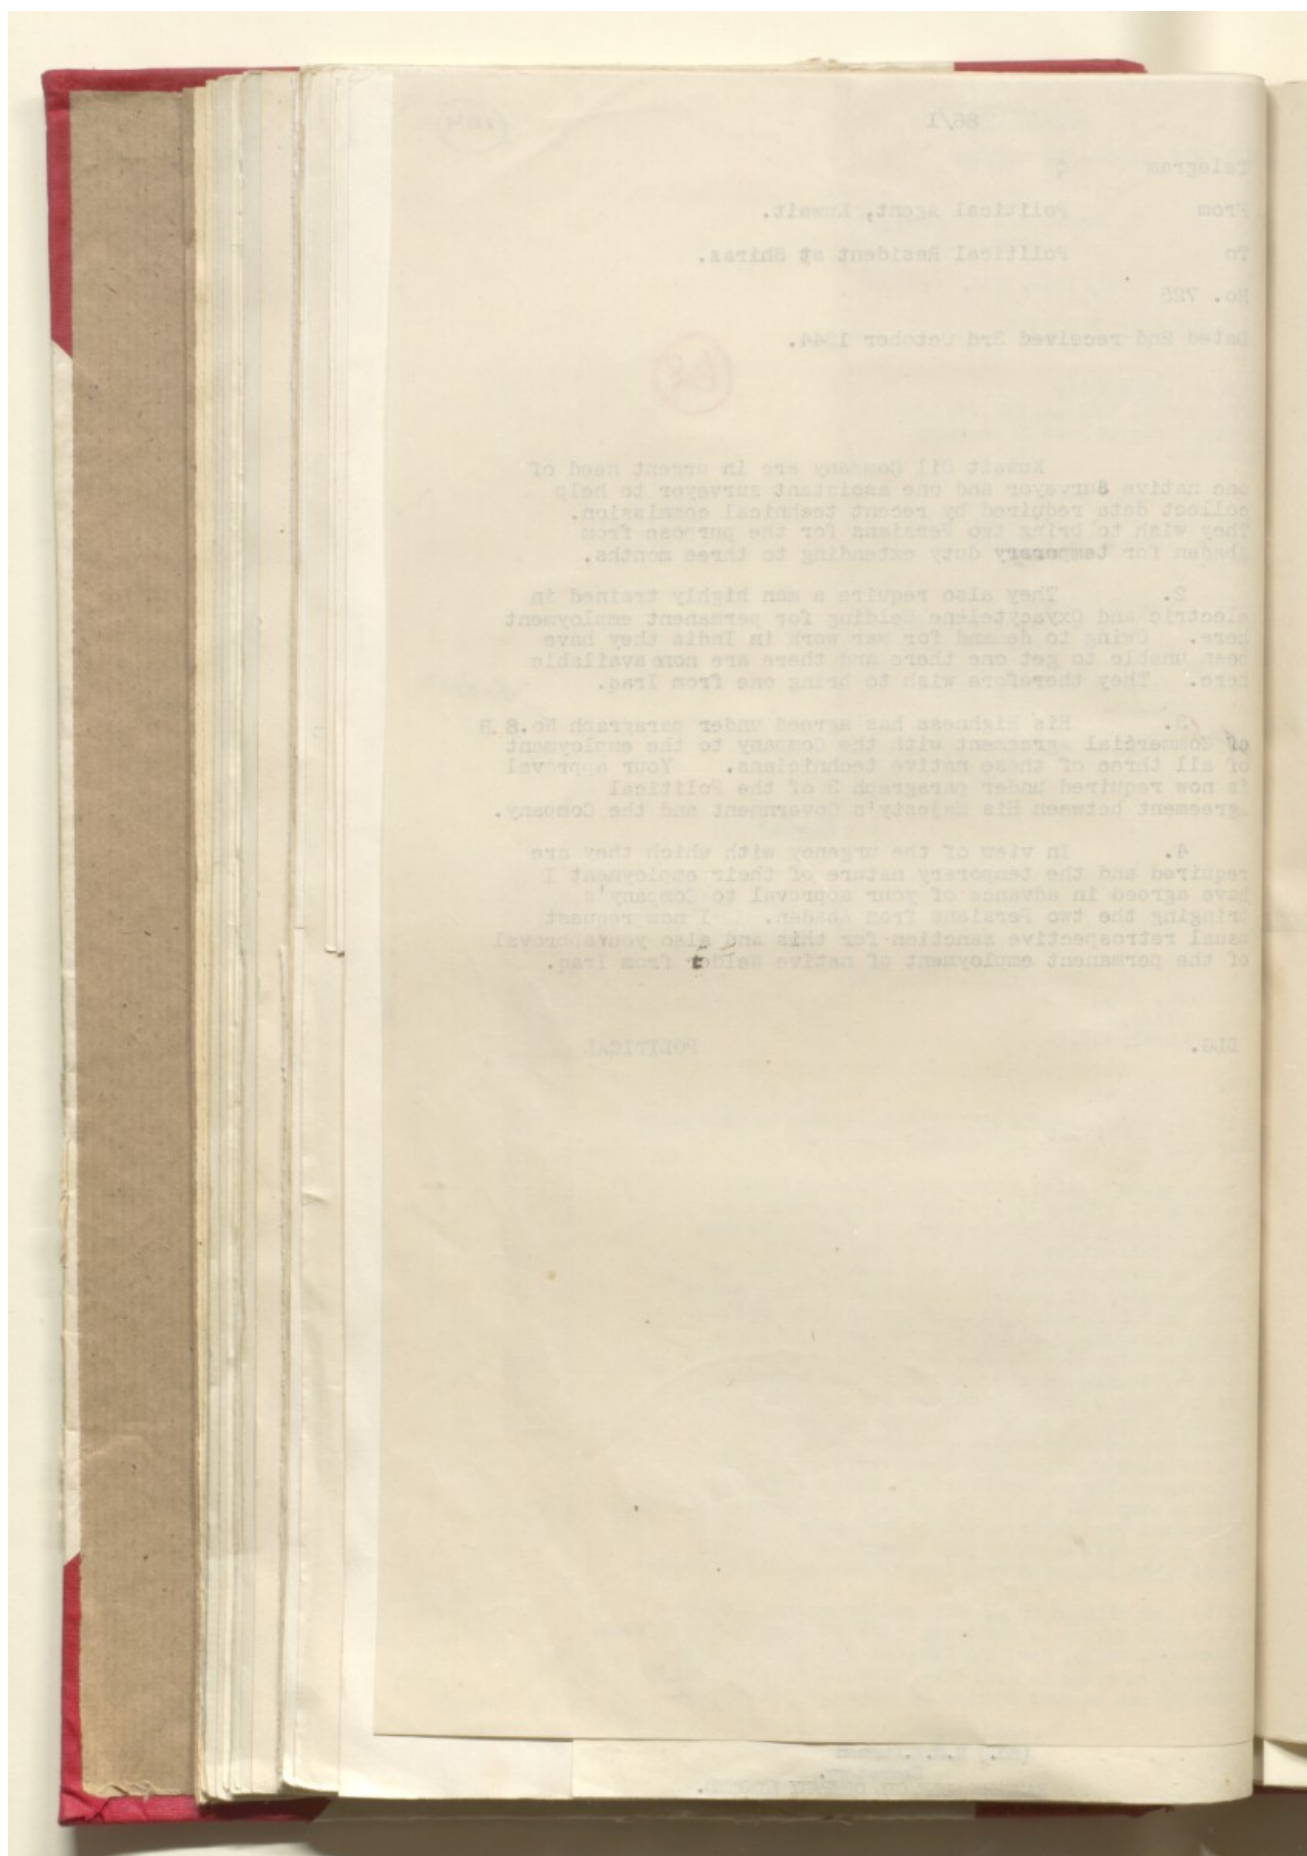 86/1
Telegram Q
From Political Agent, Kuwait.
To Political Resident at Shiraz.
No. 725
Dated 2nd received 3rd October 1944.
Kuwait Oil Company are in urgent need of
one native Surveyor and one assistant surveyor to help
collect data required by recent technical commission.
They wish to bring two Persians for the purpose from
Abadan for temporary duty extending to three months.
2. They also require a man highly trained in
electric and Oxyacytelene Welding for permanent employment
here. Owing to demand for war work in India they have
been unable to get one there and there are none available
here. They therefore wish to bring one from Iraq.
3. His Highness has agreed under paragraph No.8.B
of Commercial agreement with the Company to the employment
of all three of these native technicians. Your approval
is now required under paragraph 3 of the Political
agreement between His Majesty's Government and the Company.
4. In view of the urgency with which they are
required and the temporary nature of their employment I
have agreed in advance of your approval to Company's
bringing the two Persians from Abadan. I now request
usual retrospective sanction for this and also your approval
of the permanent employment of native Welder from Iraq.
POLITICAL